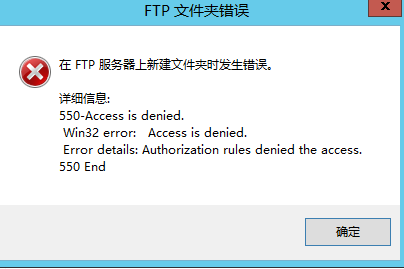 FTP 文件夹错误
x
在 FTP 服务器上新建文件夹时发生错误。
详细信息:
550-Access is denied.
Win32 error:   Access is denied.
Error details: Authorization rules denied the access.
550 End
确定